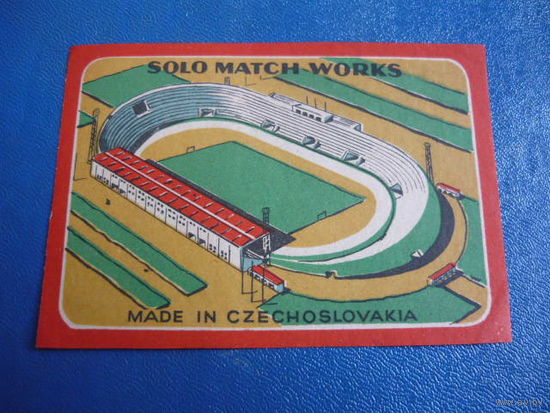 SOLO MATCH WORKS
MADE IN CZECHOSLOVAKIA